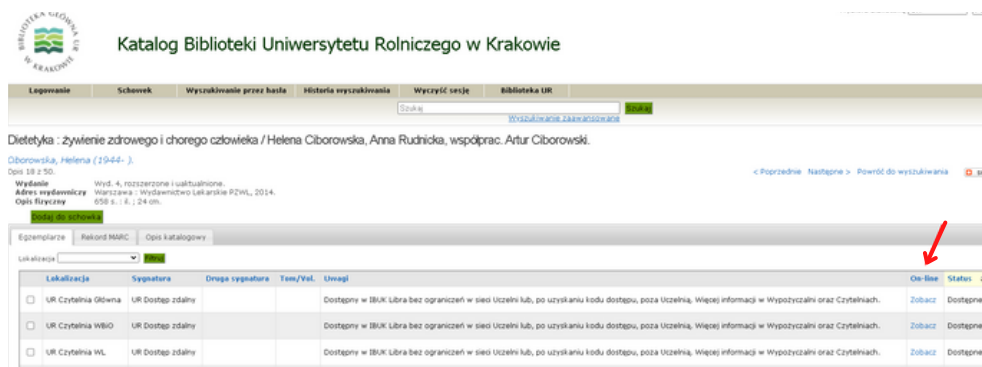 BIBLIOTEKA GŁÓWNA UR
W KRAKOWIE
Katalog Biblioteki Uniwersytetu Rolniczego w Krakowie
Logowanie Schowek Wyszukiwanie przez hasła Historia wyszukiwania Wyczyść sesję Biblioteka UR
Szukaj Szukaj
Wyszukiwanie zaawansowane
Dietetyka : żywienie zdrowego i chorego człowieka / Helena Ciborowska, Anna Rudnicka, współprac. Artur Ciborowski.
Ciborowska, Helena (1944- ).
Opis 18 z 50.
< Poprzednie Następne > Powróć do wyszukiwania
Wydanie Wyd. 4, rozszerzone i uaktualnione.
Adres wydawniczy Warszawa : Wydawnictwo Lekarskie PZWL, 2014.
Opis fizyczny 658 s. : il. ; 24 cm.
Dodaj do schowka
Egzemplarze Rekord MARC Opis katalogowy
Lokalizacja Filtruj
Lokalizacja Sygnatura Druga sygnatura Tom/Vol. Uwagi On-line Status
UR Czytelnia Główna UR Dostęp zdalny Dostępny w IBUK Libra bez ograniczeń w sieci Uczelni lub, po uzyskaniu kodu dostępu, poza Uczelnią, Więcej informacji w Wypożyczalni oraz Czytelniach. Zobacz Dostępne
UR Czytelnia WBiO UR Dostęp zdalny Dostępny w IBUK Libra bez ograniczeń w sieci Uczelni lub, po uzyskaniu kodu dostępu, poza Uczelnią, Więcej informacji w Wypożyczalni oraz Czytelniach. Zobacz Dostępne
UR Czytelnia WL UR Dostęp zdalny Dostępny w IBUK Libra bez ograniczeń w sieci Uczelni lub, po uzyskaniu kodu dostępu, poza Uczelnią, Więcej informacji w Wypożyczalni oraz Czytelniach. Zobacz Dostępne